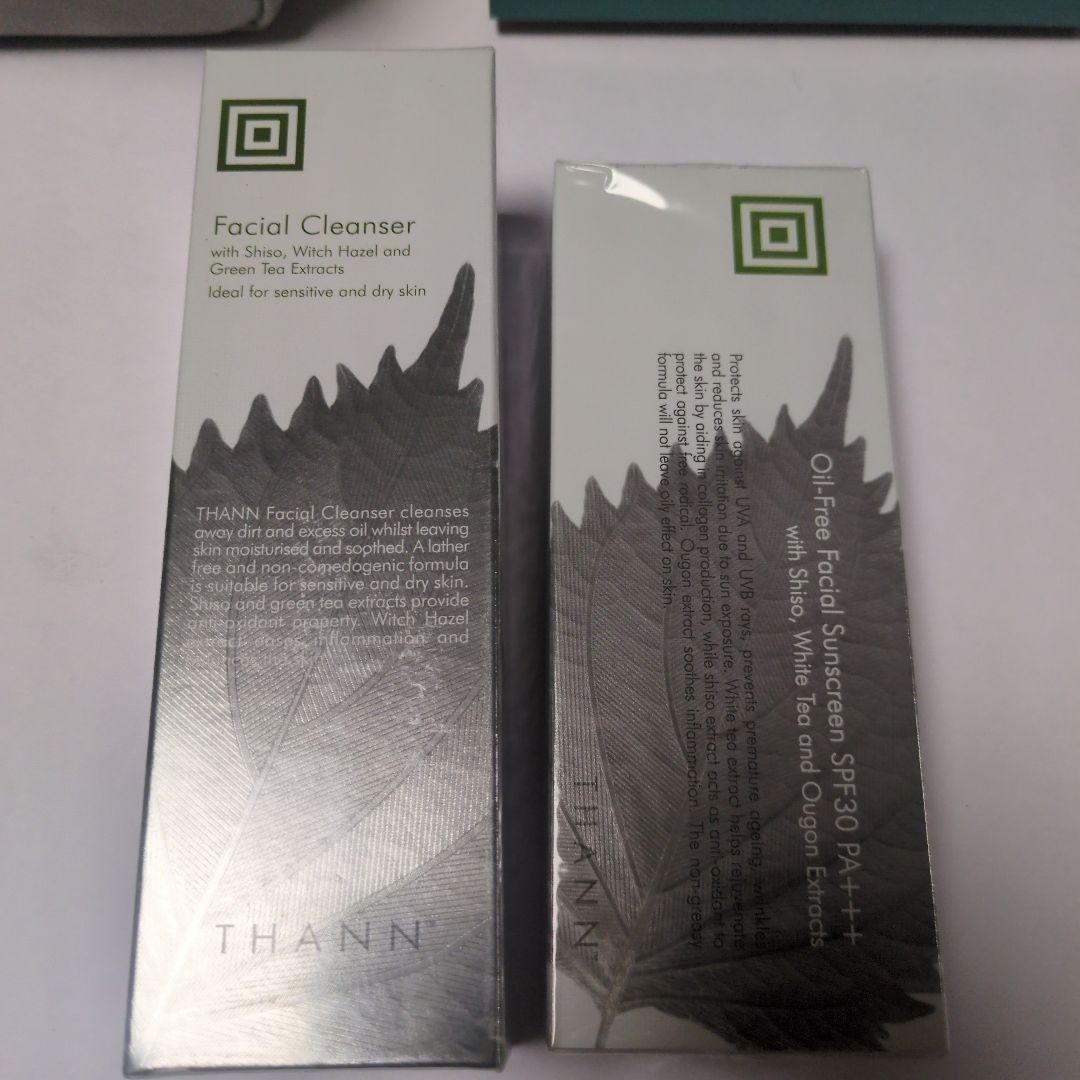 Facial Cleanser
with Shiso, Witch Hazel and
Green Tea Extracts
Ideal for sensitive and dry skin
THANN Facial Cleanser cleanses
away dirt and excess oil whilst leaving
skin moisturised and soothed. A lather
free and non-comedogenic formula
is suitable for sensitive and dry skin.
Shiso and green tea extracts provide
anti-oxidant property. Witch Hazel
inflammation and
THANN™
Oil-Free Facial Sunscreen SPF30 PA+++
with Shiso, White Tea and Ougon Extracts
Protects skin against UVA and UVB rays, prevents premature ageing, wrinkles
and reduces skin irritation due to sun exposure. White tea extract helps rejuvenate
the skin by aiding in collagen production, while shiso extract acts as anti-oxidant to
protect against free radical. Ougon extract soothes inflammation. The non-greasy
formula will not leave oily effect on skin.
THANN™